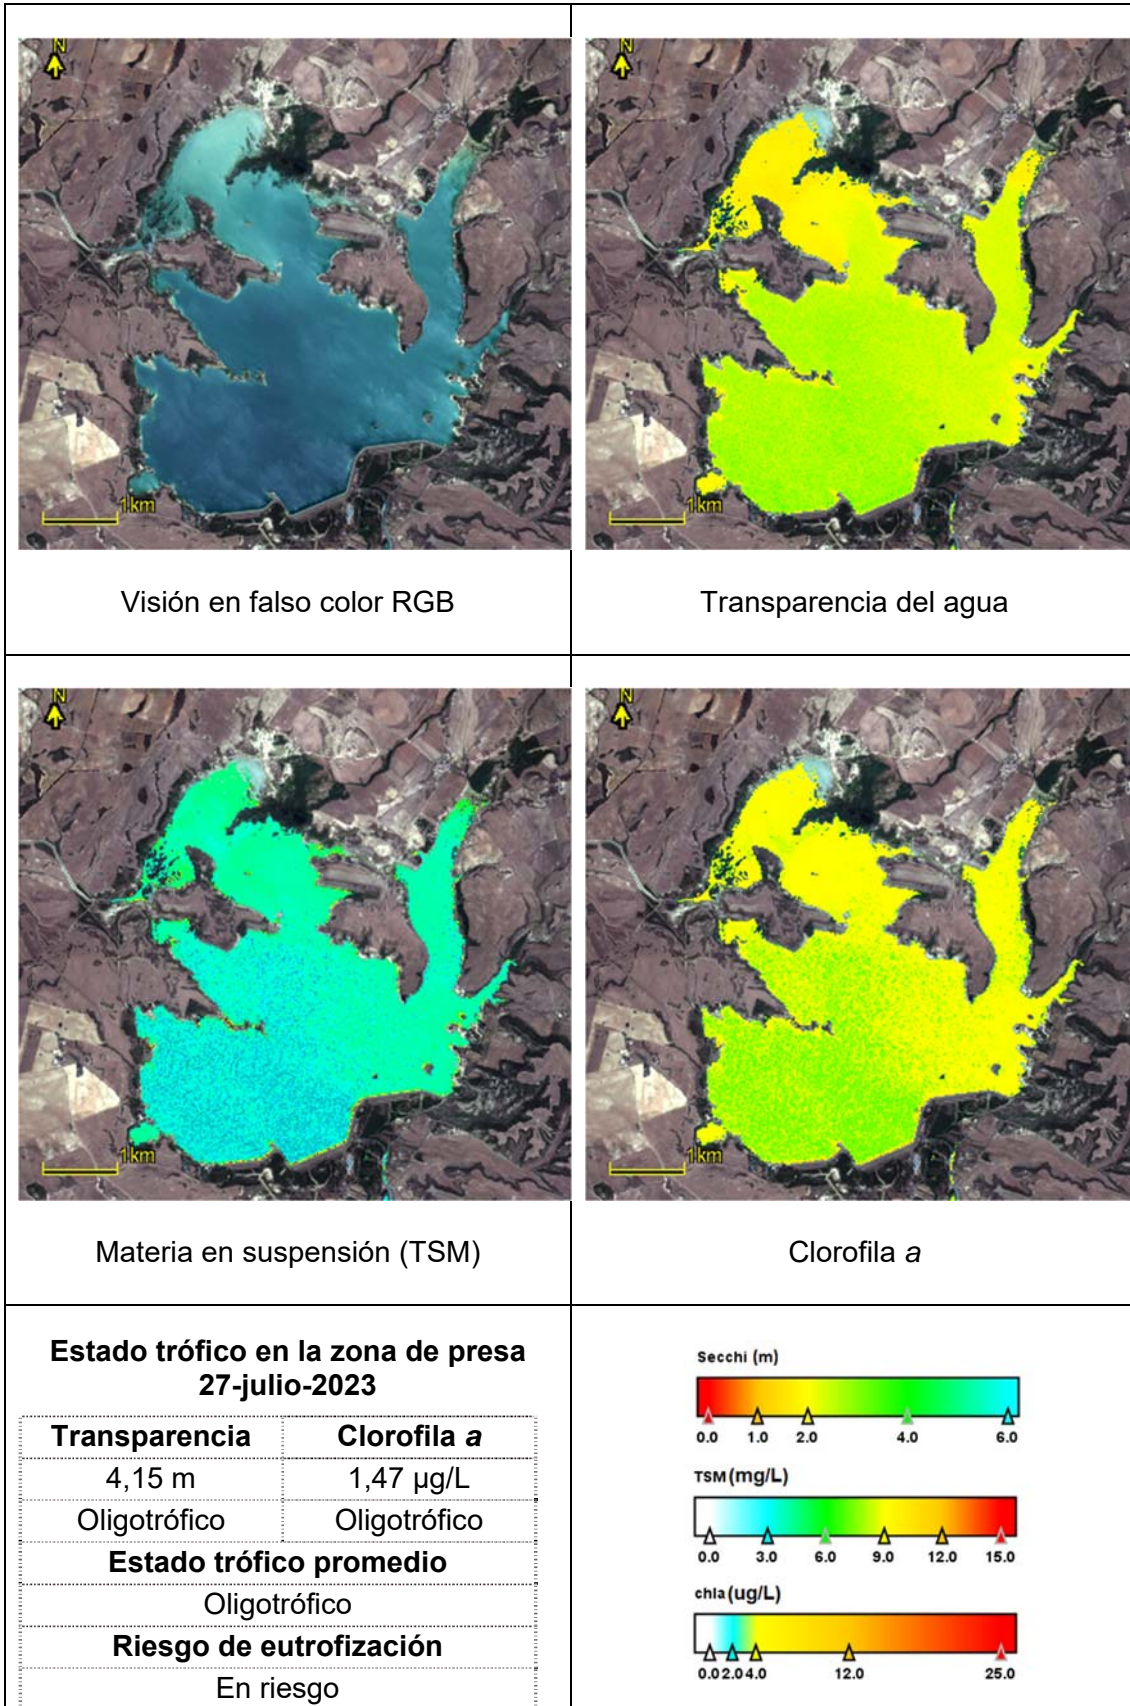 N
1km
N
1km
Visión en falso color RGB
Transparencia del agua
N
1km
N
1km
Materia en suspensión (TSM)
Clorofila a
Estado trófico en la zona de presa
27-julio-2023
Transparencia Clorofila a
4,15 m 1,47 µg/L
Oligotrófico Oligotrófico
Estado trófico promedio
Oligotrófico
Riesgo de eutrofización
En riesgo
Secchi (m)
0.0 1.0 2.0 4.0 6.0
TSM (mg/L)
0.0 3.0 6.0 9.0 12.0 15.0
chla (ug/L)
0.0 2.0 4.0 12.0 25.0